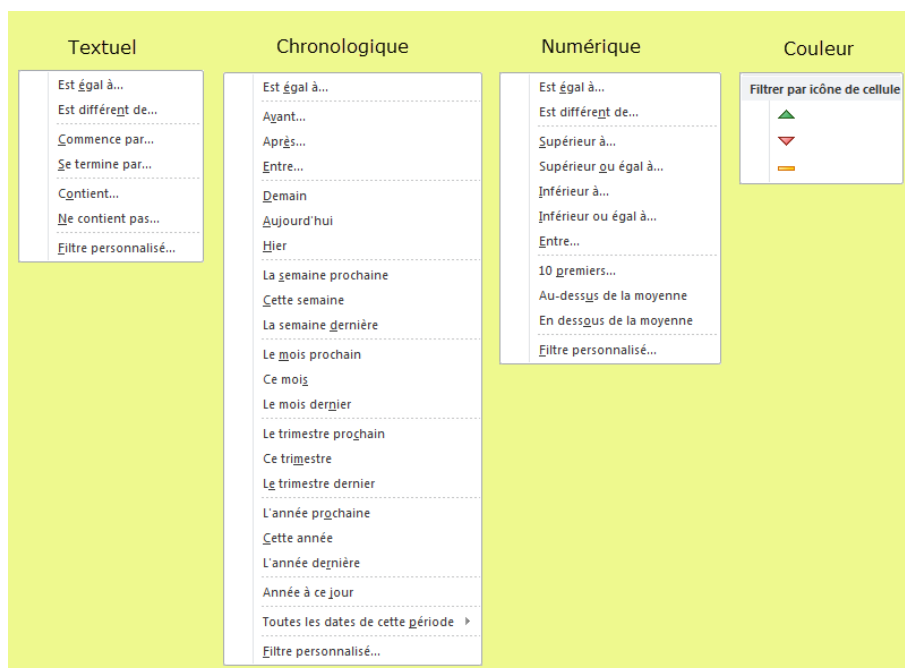 Textuel
Est égal à...
Est différent de...
Commence par...
Se termine par...
Contient...
Ne contient pas...
Filtre personnalisé...
Chronologique
Est égal à...
Avant...
Après...
Entre...
Demain
Aujourd'hui
Hier
La semaine prochaine
Cette semaine
La semaine dernière
Le mois prochain
Ce mois
Le mois dernier
Le trimestre prochain
Ce trimestre
Le trimestre dernier
L'année prochaine
Cette année
L'année dernière
Année à ce jour
Toutes les dates de cette période
Filtre personnalisé...
Numérique
Est égal à...
Est différent de...
Supérieur à...
Supérieur ou égal à...
Inférieur à...
Inférieur ou égal à...
Entre...
10 premiers...
Au-dessus de la moyenne
En dessous de la moyenne
Filtre personnalisé...
Couleur
Filtrer par icône de cellule